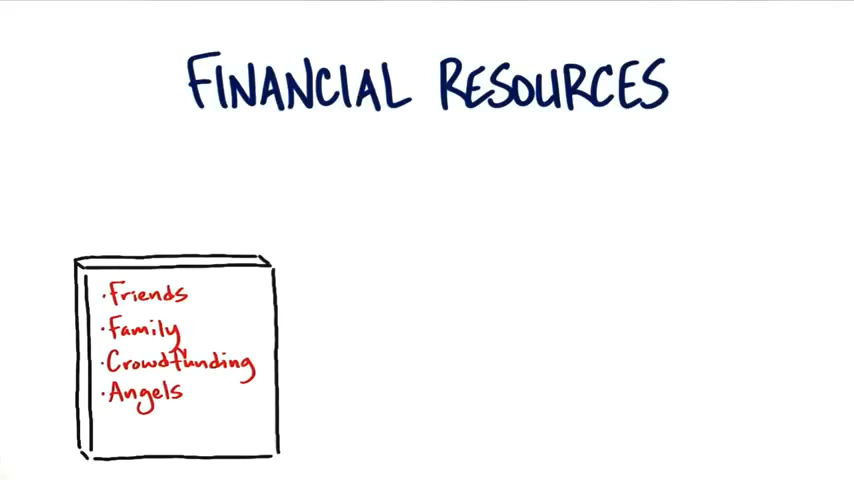 FINANCIAL RESOURCES
·Friends
·Family
·Crowdfunding
·Angels